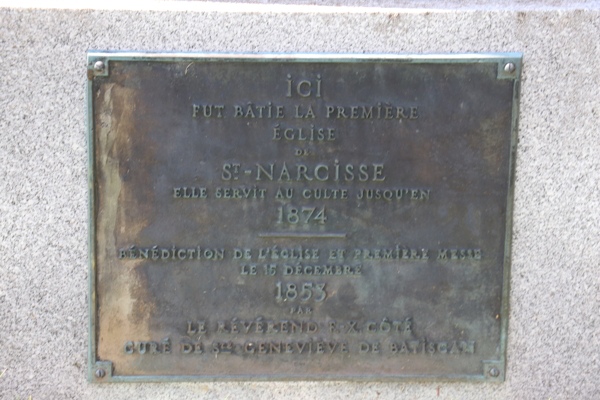 ICI
FUT BÂTIE LA PREMIÈRE
ÉGLISE
DE
ST-NARCISSE
ELLE SERVIT AU CULTE JUSQU'EN
1874
BÉNÉDICTION DE L'ÉGLISE ET PREMIÈRE MESSE
LE 15 DÉCEMBRE
1853
PAR
LE RÉVÉREND F.X. CÔTÉ
CURÉ DE STE GENEVIÈVE DE BATISCAN